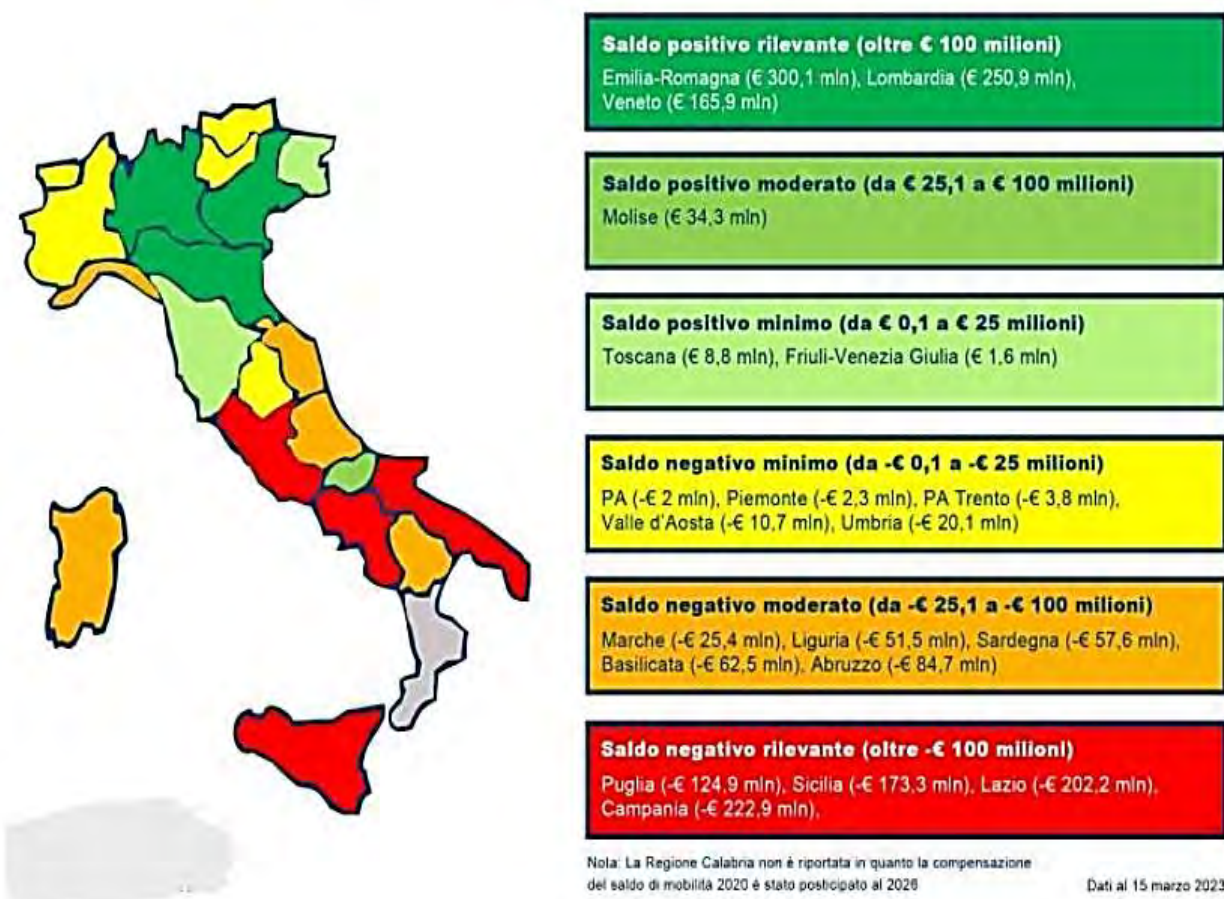 Saldo positivo rilevante (oltre € 100 milioni)
Emilia-Romagna (€ 300,1 mln), Lombardia (€ 250,9 mln),
Veneto (€ 165,9 mln)
Saldo positivo moderato (da € 25,1 a € 100 milioni)
Molise (€ 34,3 mln)
Saldo positivo minimo (da € 0,1 a € 25 milioni)
Toscana (€ 8,8 mln), Friuli-Venezia Giulia (€ 1,6 mln)
Saldo negativo minimo (da -€ 0,1 a -€ 25 milioni)
PA (-€ 2 mln), Piemonte (-€ 2,3 mln), PA Trento (-€ 3,8 mln),
Valle d'Aosta (-€ 10,7 mln), Umbria (-€ 20,1 mln)
Saldo negativo moderato (da -€ 25,1 a -€ 100 milioni)
Marche (-€ 25,4 mln), Liguria (-€ 51,5 mln), Sardegna (-€ 57,6 mln),
Basilicata (-€ 62,5 mln), Abruzzo (-€ 84,7 mln)
Saldo negativo rilevante (oltre -€ 100 milioni)
Puglia (-€ 124,9 mln), Sicilia (-€ 173,3 mln), Lazio (-€ 202,2 mln),
Campania (-€ 222,9 mln),
Nola: La Regione Calabria non è riportata in quanto la compensazione
del saldo di mobilità 2020 è stato posticipato al 2026
Dati al 15 marzo 2023